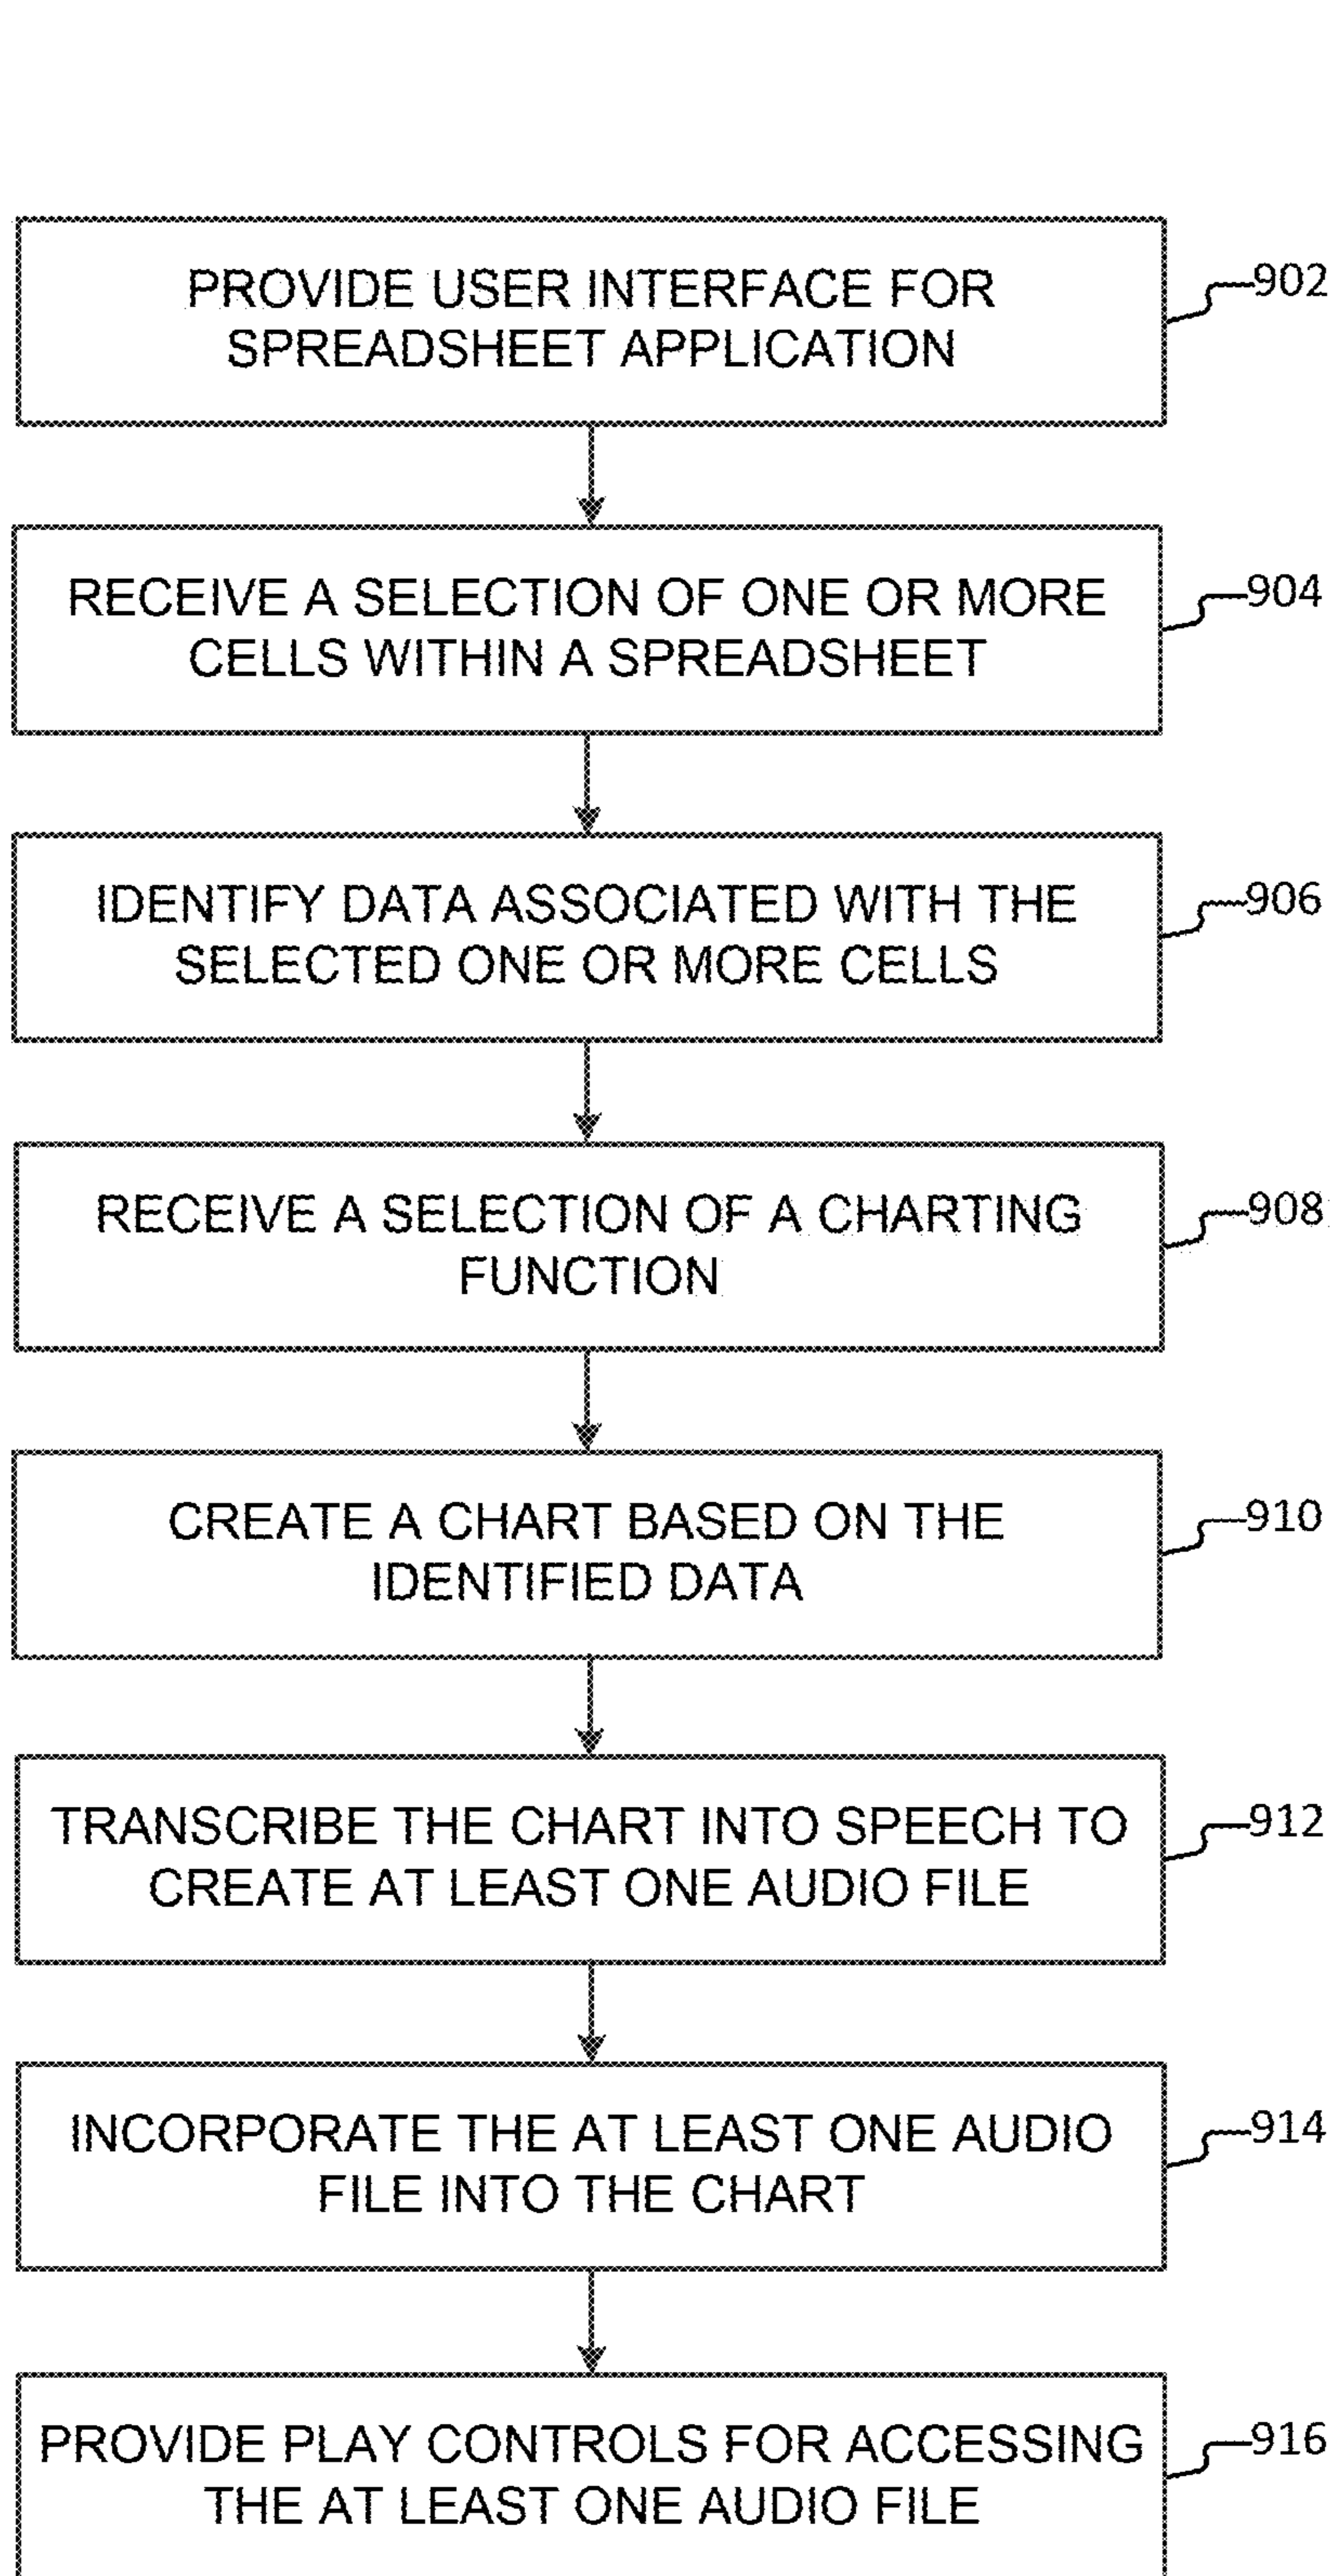 PROVIDE USER INTERFACE FOR
SPREADSHEET APPLICATION
902
RECEIVE A SELECTION OF ONE OR MORE
CELLS WITHIN A SPREADSHEET
904
IDENTIFY DATA ASSOCIATED WITH THE
SELECTED ONE OR MORE CELLS
906
RECEIVE A SELECTION OF A CHARTING
FUNCTION
908
CREATE A CHART BASED ON THE
IDENTIFIED DATA
910
TRANSCRIBE THE CHART INTO SPEECH TO
CREATE AT LEAST ONE AUDIO FILE
912
INCORPORATE THE AT LEAST ONE AUDIO
FILE INTO THE CHART
914
PROVIDE PLAY CONTROLS FOR ACCESSING
THE AT LEAST ONE AUDIO FILE
916